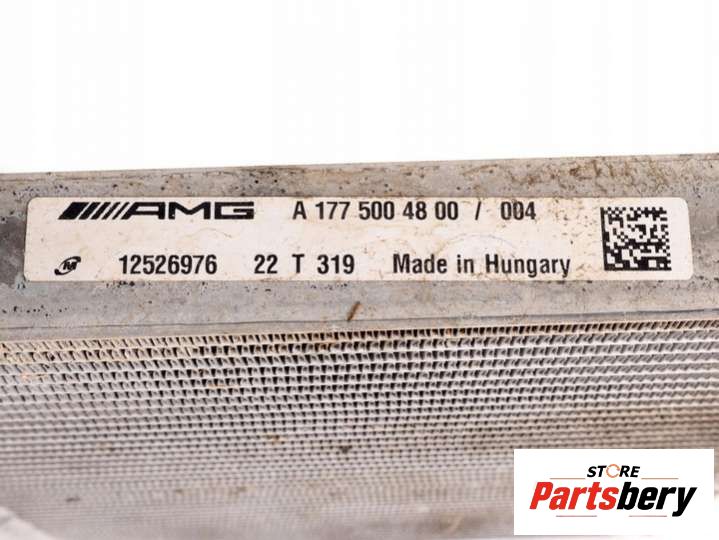 AMG A 177 500 48 00 / 004
M 12526976 22 T 319 Made in Hungary
STORE
Partsbery